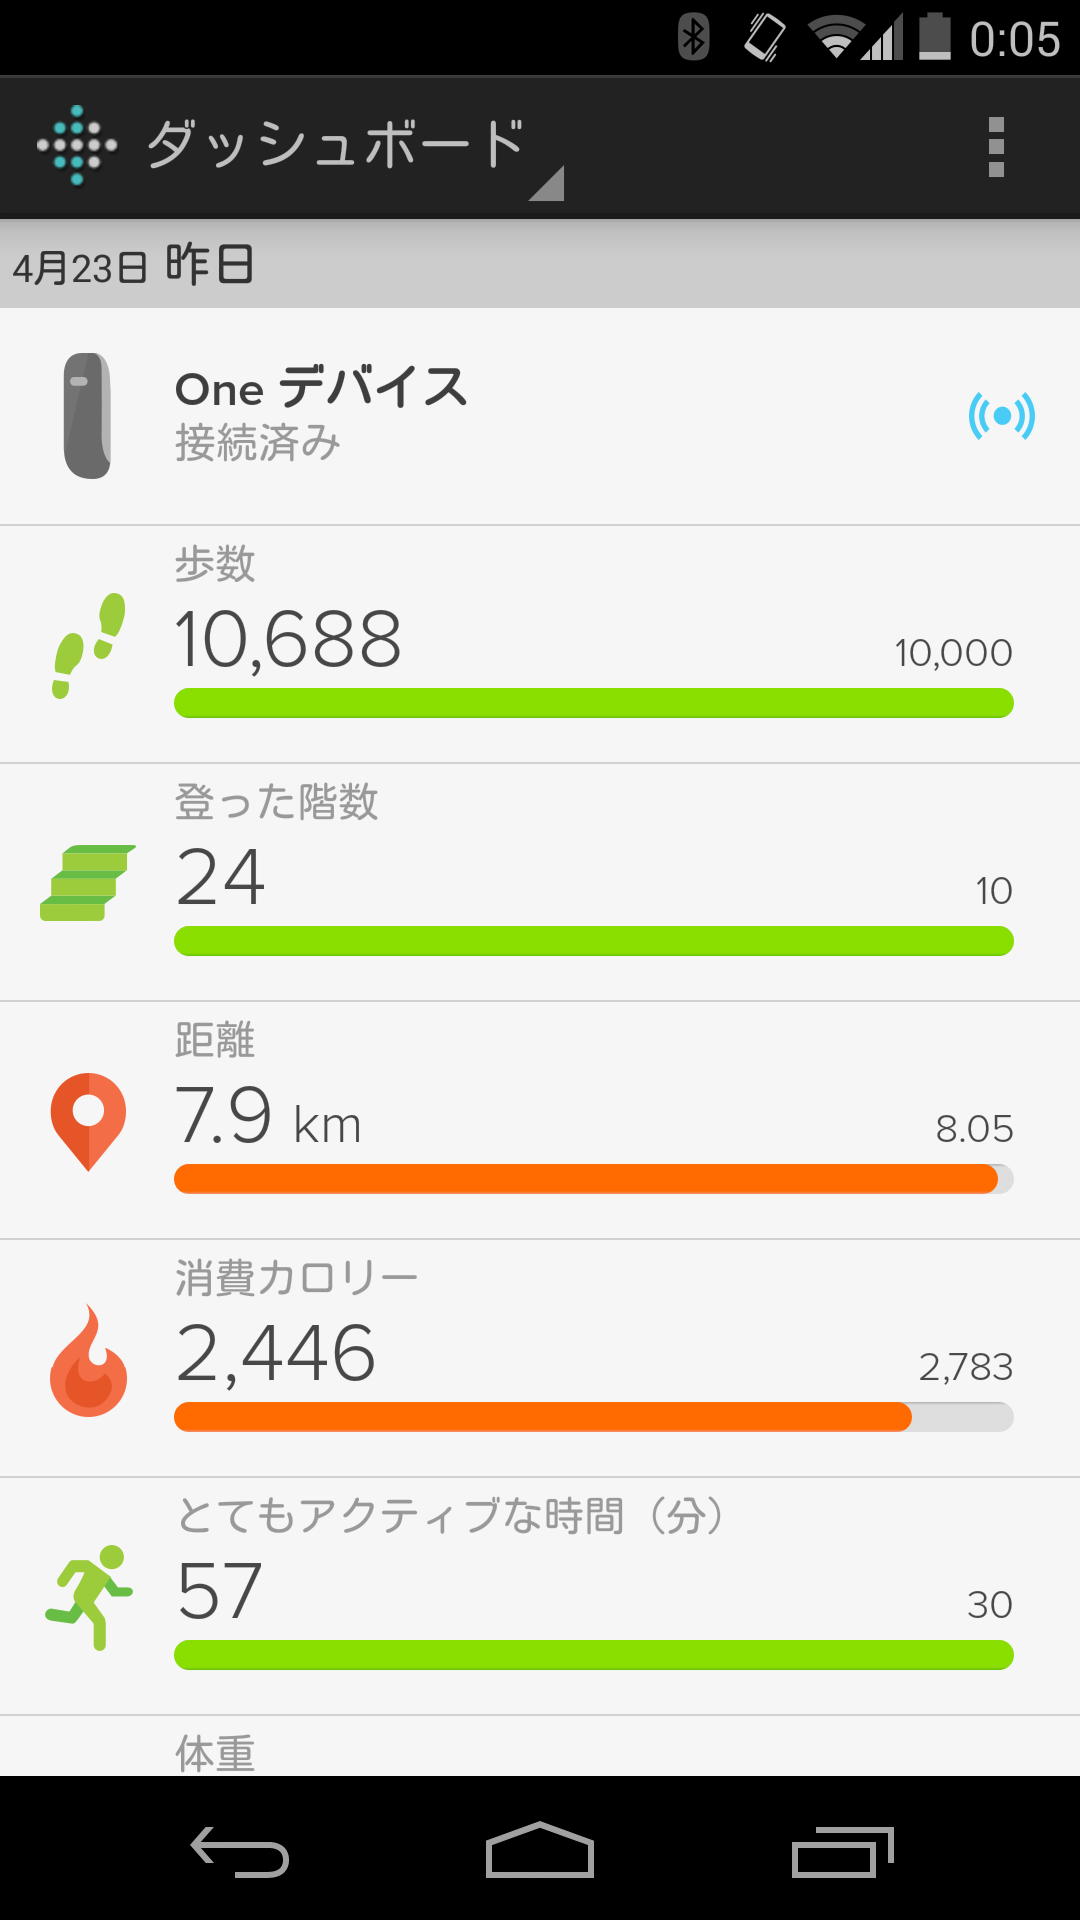 0:05
ダッシュボード
4月23日 昨日
One デバイス
接続済み
歩数
10,688
10,000
登った階数
24
10
距離
7.9 km
8.05
消費カロリー
2,446
2,783
とてもアクティブな時間（分）
57
30
体重